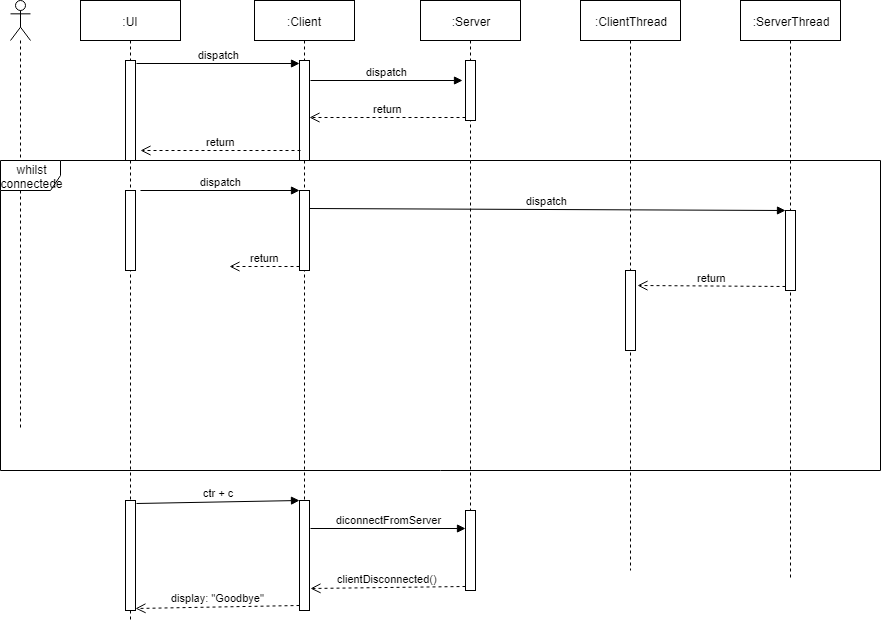 :UI
:Client
:Server
:ClientThread
:ServerThread
dispatch
dispatch
return
return
whilst
connectede
dispatch
dispatch
return
return
ctr + c
diconnectFromServer
clientDisconnected()
display: "Goodbye"